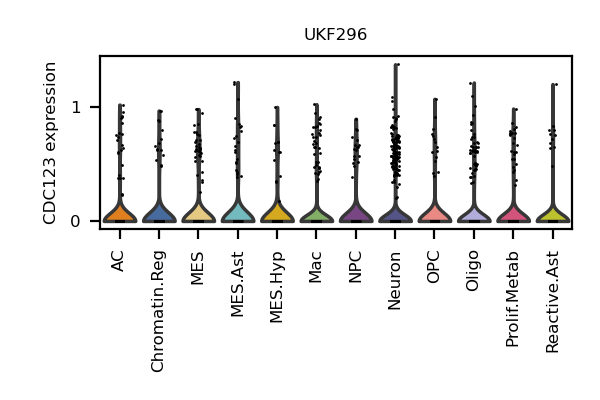 UKF296
CDC123 expression
1
0
AC
Chromatin.Reg
MES
MES.Ast
MES.Hyp
Mac
NPC
Neuron
OPC
Oligo
Prolif.Metab
Reactive.Ast